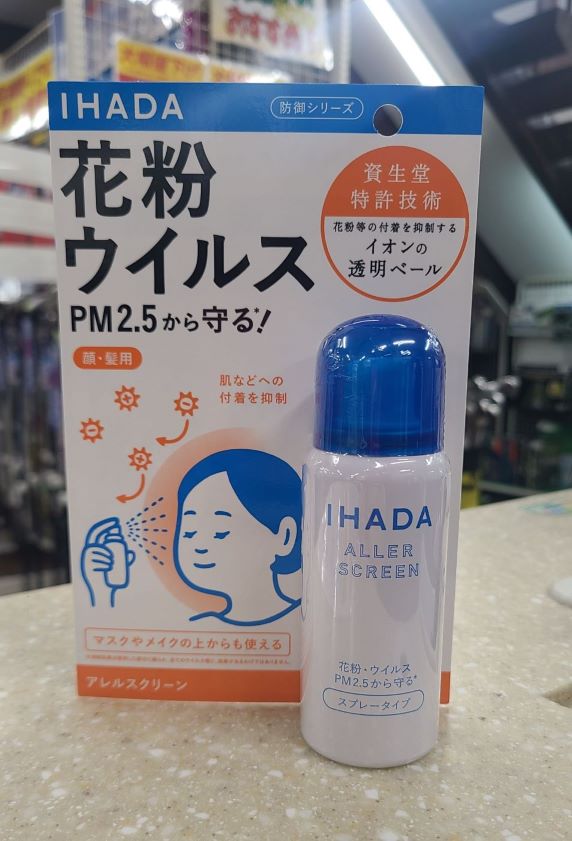 おすすめ!
IHADA
防御シリーズ
花粉
ウイルス
PM2.5から守る*!
資生堂
特許技術
花粉等の付着を抑制する
イオンの
透明ベール
顔・髪用
肌などへの
付着を抑制
マスクやメイクの上からも使える
アレルスクリーン
IHADA
ALLER
SCREEN
花粉・ウイルス
PM2.5から守る*
スプレータイプ